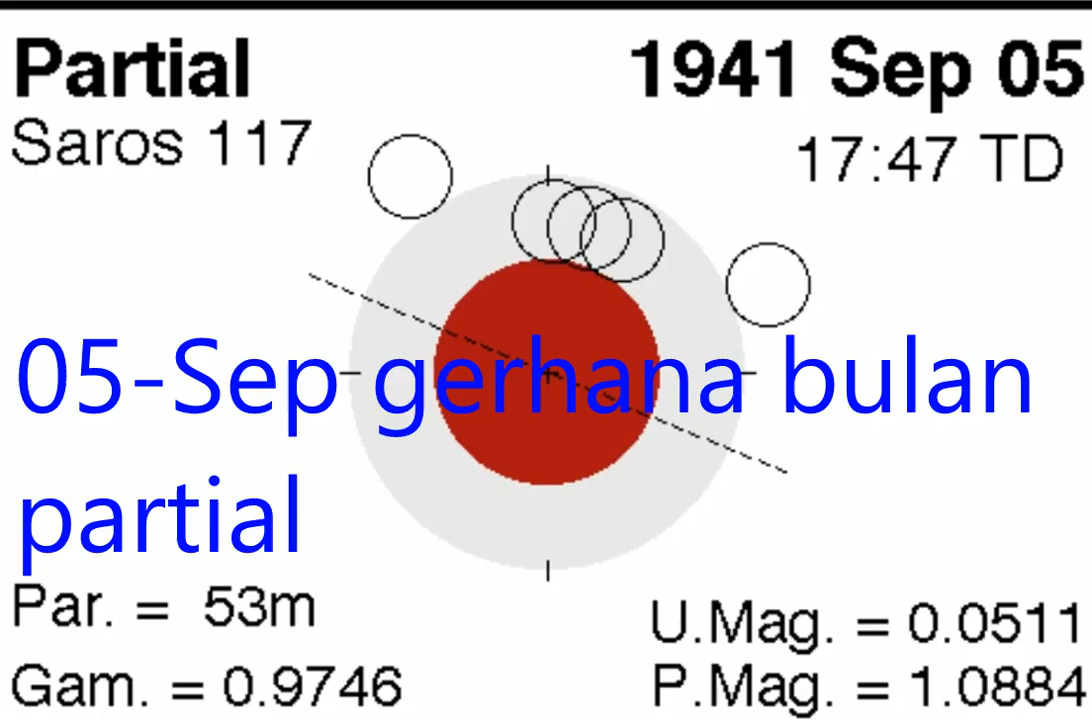 Partial
1941 Sep 05
Saros 117
17:47 TD
05-Sep gerhana bulan
partial
Par. = 53m
U.Mag. = 0.0511
Gam. = 0.9746
P.Mag. = 1.0884